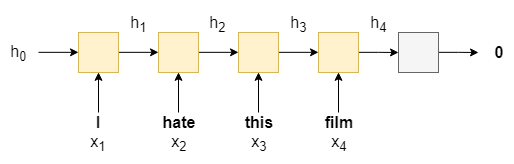 h₁ h₂ h₃ h₄
h₀ 0
I hate this film
x₁ x₂ x₃ x₄